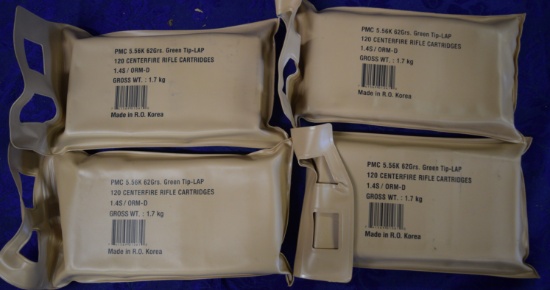 PMC 5.56K 62Grs. Green Tip-LAP
120 CENTERFIRE RIFLE CARTRIDGES
1.4S / ORM-D
GROSS WT. : 1.7 kg
Made in R.O. Korea
PMC 5.56K 62Grs. Green Tip-LAP
120 CENTERFIRE RIFLE CARTRIDGES
1.4S / ORM-D
GROSS WT. : 1.7 kg
Made in R.O. Korea
PMC 5.56K 62Grs. Green Tip-LAP
120 CENTERFIRE RIFLE CARTRIDGES
1.4S / ORM-D
GROSS WT. : 1.7 kg
Made in R.O. Korea
PMC 5.56K 62Grs. Green Tip-LAP
120 CENTERFIRE RIFLE CARTRIDGES
1.4S / ORM-D
GROSS WT. : 1.7 kg
Made in R.O. Korea